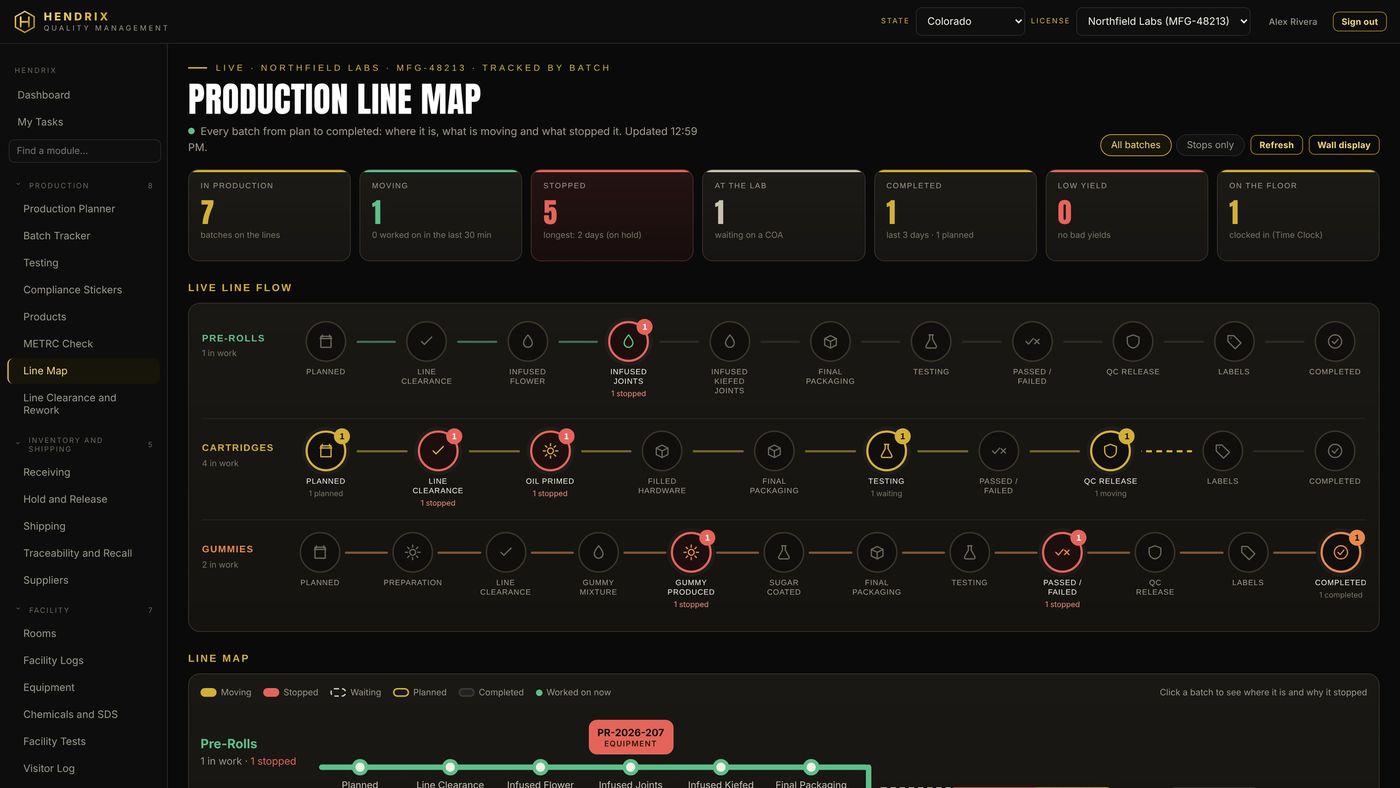 HENDRIX
QUALITY MANAGEMENT
STATE
Colorado
LICENSE
Northfield Labs (MFG-48213)
Alex Rivera
Sign out
HENDRIX
Dashboard
My Tasks
Find a module...
PRODUCTION 8
Production Planner
Batch Tracker
Testing
Compliance Stickers
Products
METRC Check
Line Map
Line Clearance and
Rework
INVENTORY AND
SHIPPING 5
Receiving
Hold and Release
Shipping
Traceability and Recall
Suppliers
FACILITY 7
Rooms
Facility Logs
Equipment
Chemicals and SDS
Facility Tests
Visitor Log
LIVE · NORTHFIELD LABS · MFG-48213 · TRACKED BY BATCH
PRODUCTION LINE MAP
Every batch from plan to completed: where it is, what is moving and what stopped it. Updated 12:59
PM.
All batches
Stops only
Refresh
Wall display
IN PRODUCTION
7
batches on the lines
MOVING
1
0 worked on in the last 30 min
STOPPED
5
longest: 2 days (on hold)
AT THE LAB
1
waiting on a COA
COMPLETED
1
last 3 days · 1 planned
LOW YIELD
0
no bad yields
ON THE FLOOR
1
clocked in (Time Clock)
LIVE LINE FLOW
PRE-ROLLS
1 in work
PLANNED
LINE
CLEARANCE
INFUSED
FLOWER
1
INFUSED
JOINTS
1 stopped
INFUSED
KIEFED
JOINTS
FINAL
PACKAGING
TESTING
PASSED /
FAILED
QC RELEASE
LABELS
COMPLETED
CARTRIDGES
4 in work
1
PLANNED
1 planned
1
LINE
CLEARANCE
1 stopped
1
OIL PRIMED
1 stopped
FILLED
HARDWARE
FINAL
PACKAGING
1
TESTING
1 waiting
PASSED /
FAILED
1
QC RELEASE
1 moving
LABELS
COMPLETED
GUMMIES
2 in work
PLANNED
PREPARATION
LINE
CLEARANCE
GUMMY
MIXTURE
1
GUMMY
PRODUCED
1 stopped
SUGAR
COATED
FINAL
PACKAGING
TESTING
1
PASSED /
FAILED
1 stopped
QC
RELEASE
LABELS
1
COMPLETED
1 completed
LINE MAP
Moving
Stopped
Waiting
Planned
Completed
Worked on now
Click a batch to see where it is and why it stopped
PR-2026-207
EQUIPMENT
Pre-Rolls
1 in work · 1 stopped
Planned
Line Clearance
Infused Flower
Infused Joints
Infused Kiefed
Final Packaging